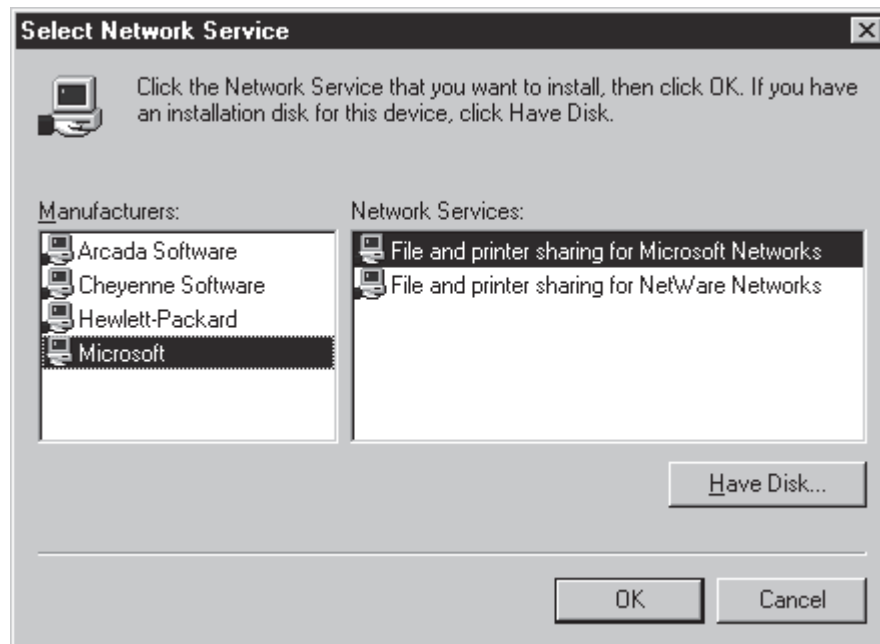 Select Network Service
Click the Network Service that you want to install, then click OK. If you have
an installation disk for this device, click Have Disk.
Manufacturers:
Arcada Software
Cheyenne Software
Hewlett-Packard
Microsoft
Network Services:
File and printer sharing for Microsoft Networks
File and printer sharing for NetWare Networks
Have Disk...
OK
Cancel